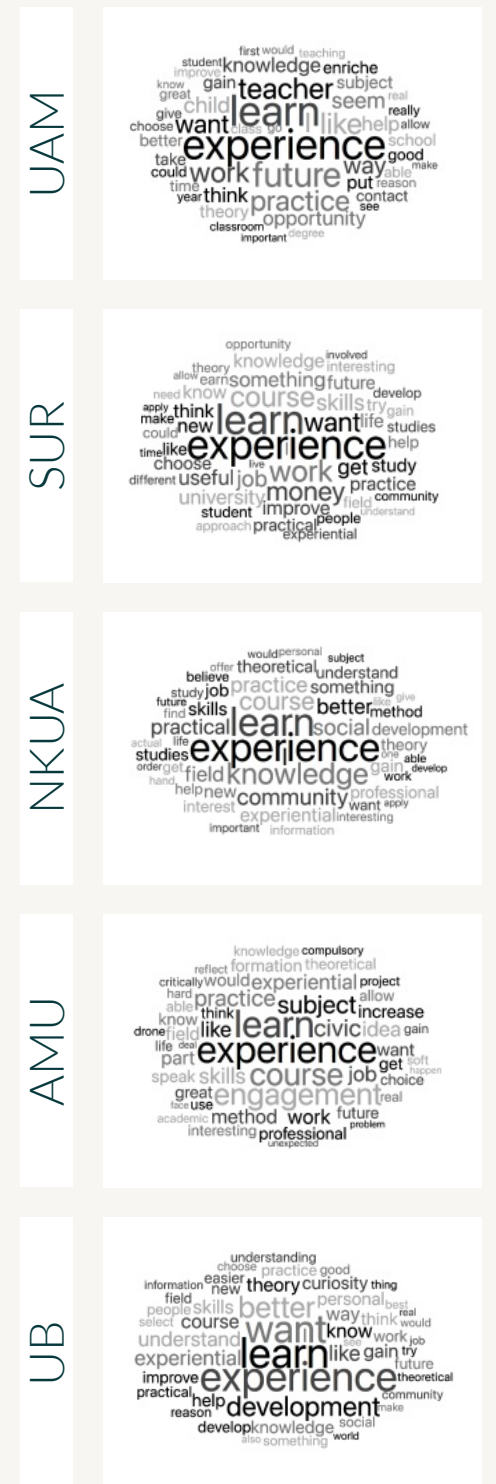 UAM
first would teaching
student knowledge enriche
improve
know gain teacher subject
great child learn seem real
give really
choose want class go I like help allow
better experience school
take good
could work future way able make
time put reason
year think practice contact
theory opportunity see
classroom
important degree
SUR
opportunity
knowledge involved
theory interesting
allow earn something future
need know course skills try develop
apply think learn want life gain
make new studies
could experience help
time like
choose live work get study
different useful job practice
university money field community
student improve understand
approach practical people
experiential
NKUA
would personal subject
offer theoretical understand
believe
study job practice something
future course better like give
find skills method
practical learn social development
actual life experience theory
studies one able
order get field knowledge gain develop
hand work
help new community professional
interest want apply
experiential interesting
important information
AMU
knowledge compulsory
reflect formation theoretical
critically would experiential project
hard practice subject allow
able think increase
know like learn civic idea gain
drone field
life deal experience want
part get soft
speak skills course job choice happen
great engagement real
face use
academic method work future
problem
interesting professional
unexpected
UB
understanding
choose practice good
information easier theory curiosity thing
new
field better personal best
people skills way think real
select course want know would
understand see work job
experiential learn like gain try
future
improve experience theoretical
practical community
help development make
reason
develop knowledge social
also something world